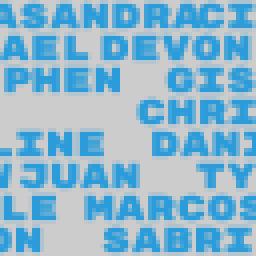 ASANDRACI
AEL DEVON
PHEN GIS
CHRI
LINE DANI
JUAN TY
LE MARCOS
ON SABRI